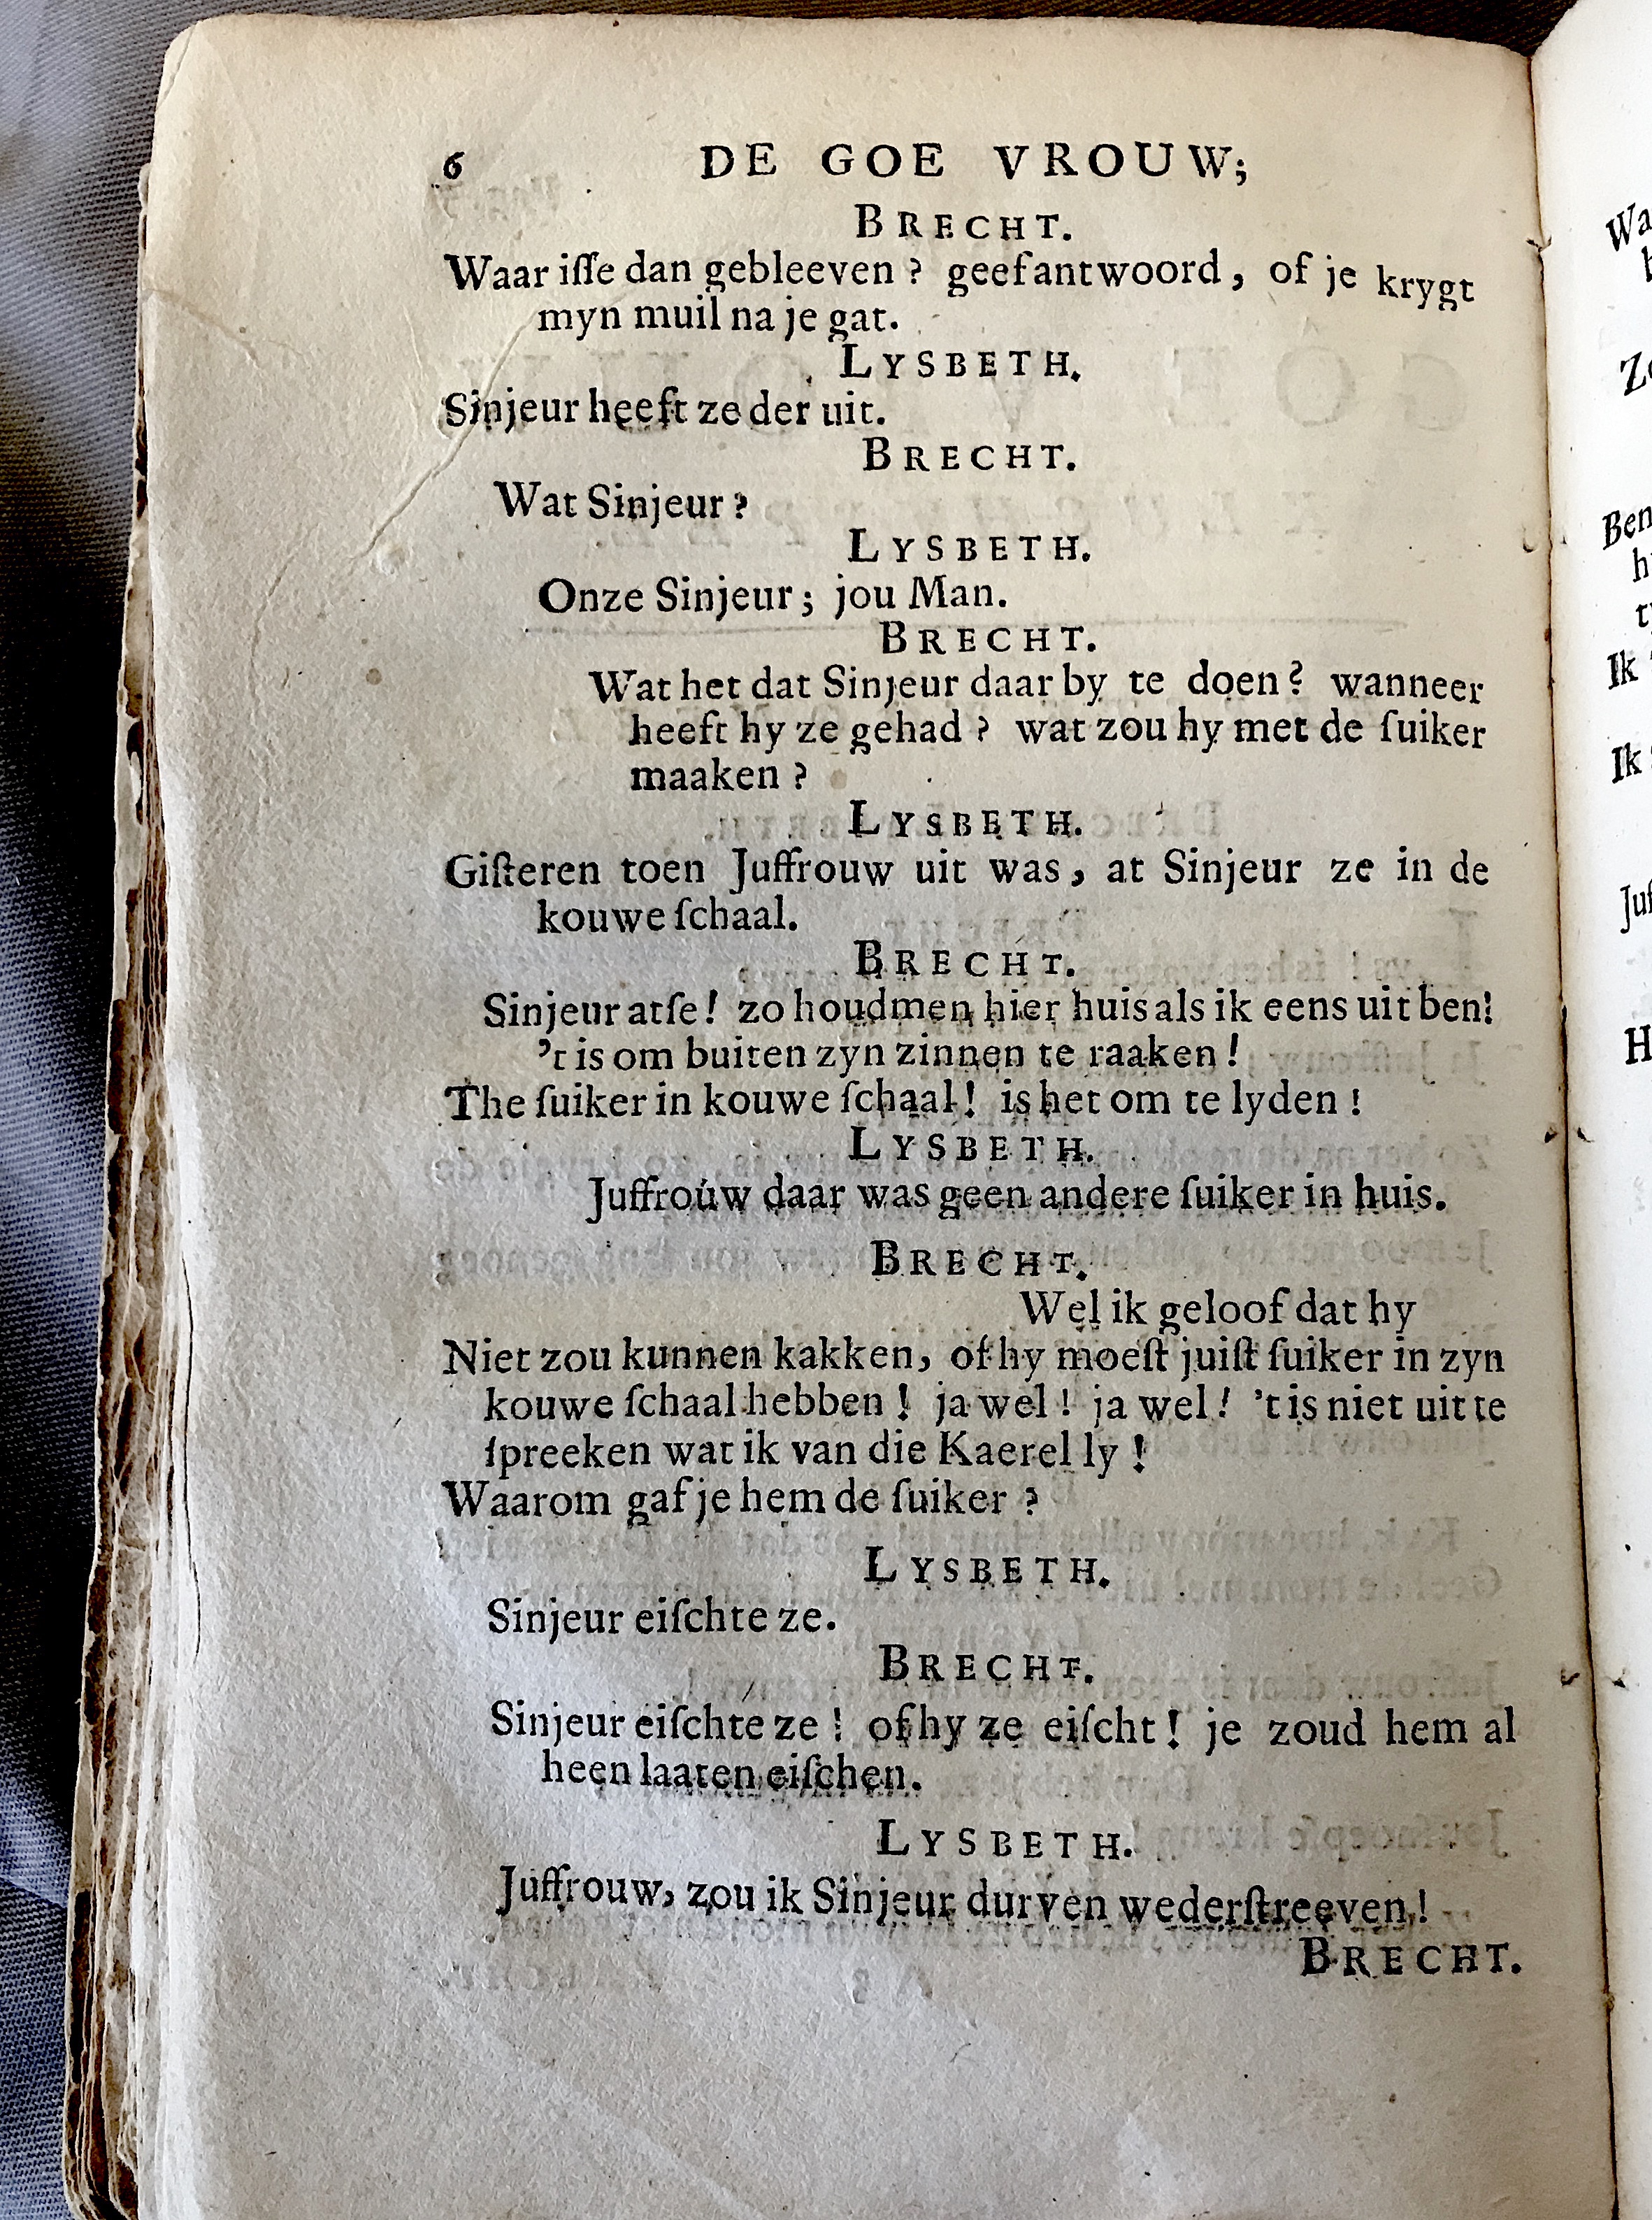 6 DE GOE VROUW;
BRECHT.
Waar iſſe dan gebleeven? geef antwoord, of je krygt
myn muil na je gat.
LYSBETH.
Sinjeur heeft ze der uit.
BRECHT.
Wat Sinjeur?
LYSBETH.
Onze Sinjeur; jou Man.
BRECHT.
Wat het dat Sinjeur daar by te doen? wanneer
heeft hy ze gehad? wat zou hy met de ſuiker
maaken?
LYSBETH.
Giſteren toen Juffrouw uit was, at Sinjeur ze in de
kouwe ſchaal.
BRECHT.
Sinjeur atſe! zo houdmen hier huis als ik eens uit ben!
't is om buiten zyn zinnen te raaken!
The ſuiker in kouwe ſchaal! is het om te lyden!
LYSBETH.
Juffrouw daar was geen andere ſuiker in huis.
BRECHT.
Wel ik geloof dat hy
Niet zou kunnen kakken, of hy moeſt juiſt ſuiker in zyn
kouwe ſchaal hebben! ja wel! ja wel! 't is niet uit te
ſpreeken wat ik van die Kaerel ly!
Waarom gaf je hem de ſuiker?
LYSBETH.
Sinjeur eiſchte ze.
BRECHT.
Sinjeur eiſchte ze! of hy ze eiſcht! je zoud hem al
heen laaten eiſchen.
LYSBETH.
Juffrouw, zou ik Sinjeur durven wederſtreeven!
BRECHT.
Ben
Ik
Ik